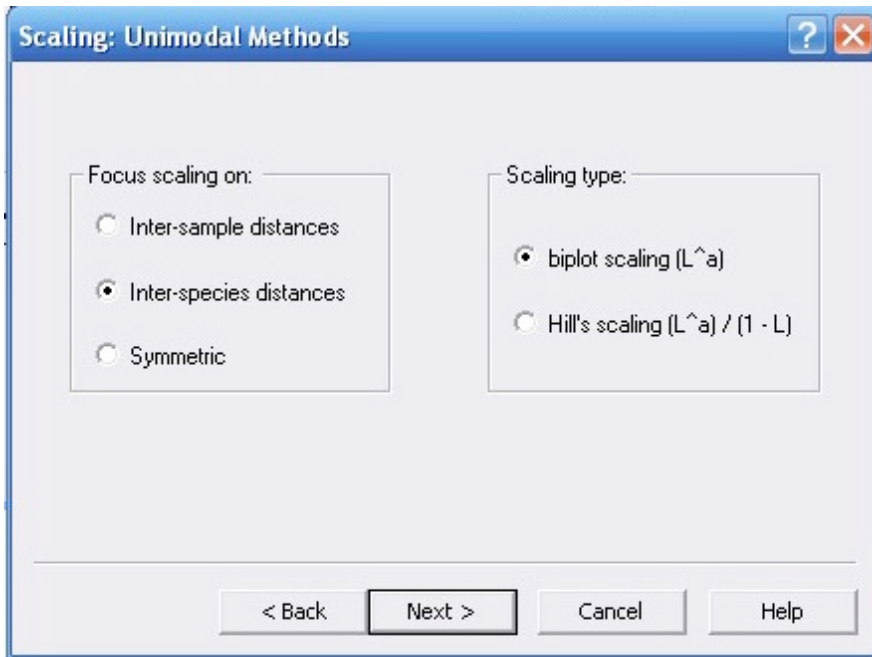 Scaling: Unimodal Methods
Focus scaling on:
Inter-sample distances
Inter-species distances
Symmetric
Scaling type:
biplot scaling (L^a)
Hill's scaling (L^a) / (1 - L)
< Back
Next >
Cancel
Help